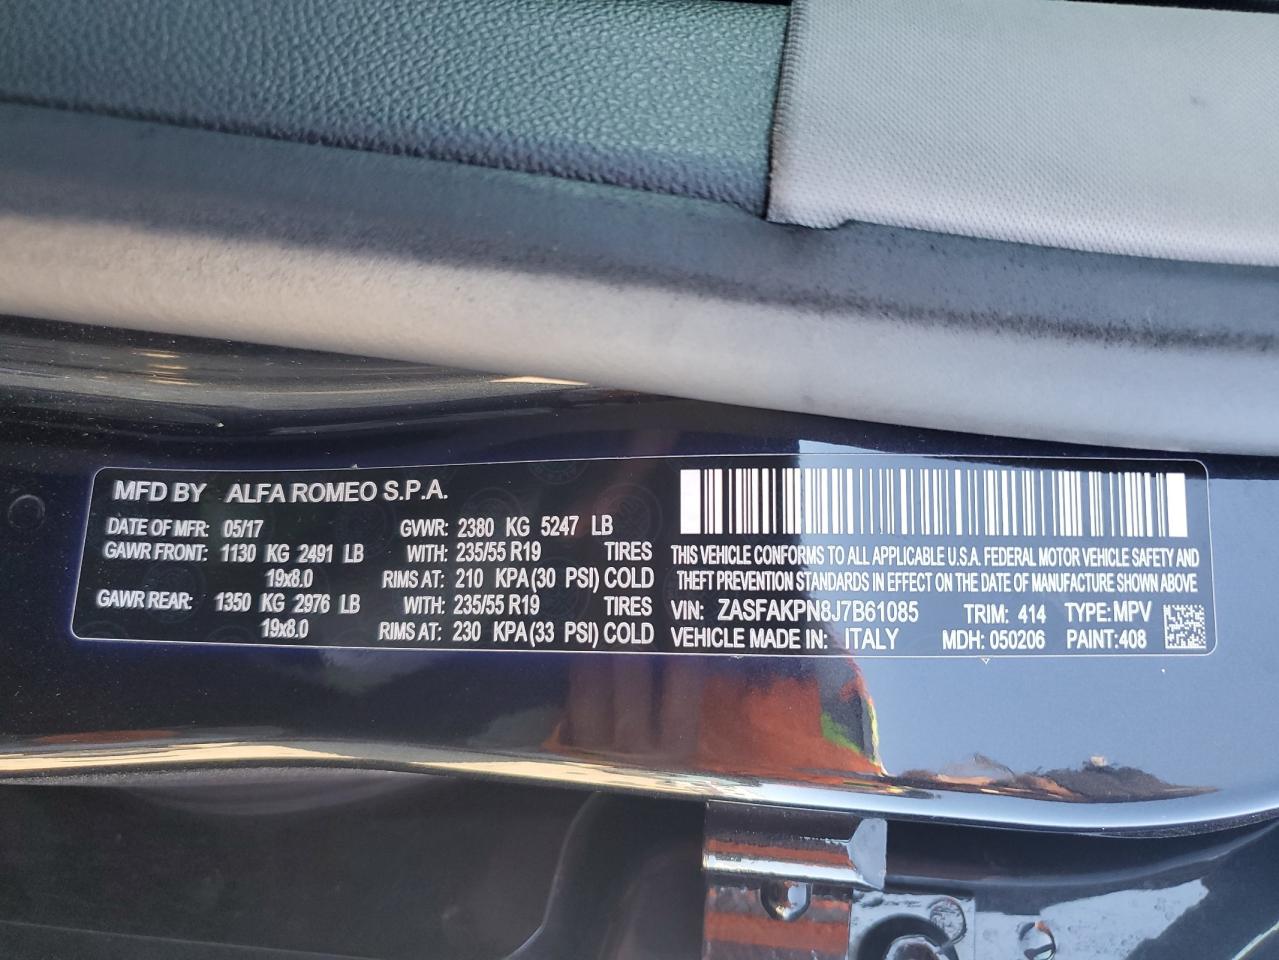 MFD BY ALFA ROMEO S.P.A.
DATE OF MFR: 05/17 GVWR: 2380 KG 5247 LB
GAWR FRONT: 1130 KG 2491 LB WITH: 235/55 R19 TIRES
19x8.0 RIMS AT: 210 KPA (30 PSI) COLD
GAWR REAR: 1350 KG 2976 LB WITH: 235/55 R19 TIRES
19x8.0 RIMS AT: 230 KPA (33 PSI) COLD
THIS VEHICLE CONFORMS TO ALL APPLICABLE U.S.A. FEDERAL MOTOR VEHICLE SAFETY AND
THEFT PREVENTION STANDARDS IN EFFECT ON THE DATE OF MANUFACTURE SHOWN ABOVE
VIN: ZASFAKPN8J7B61085 TRIM: 414 TYPE: MPV
VEHICLE MADE IN: ITALY MDH: 050206 PAINT: 408